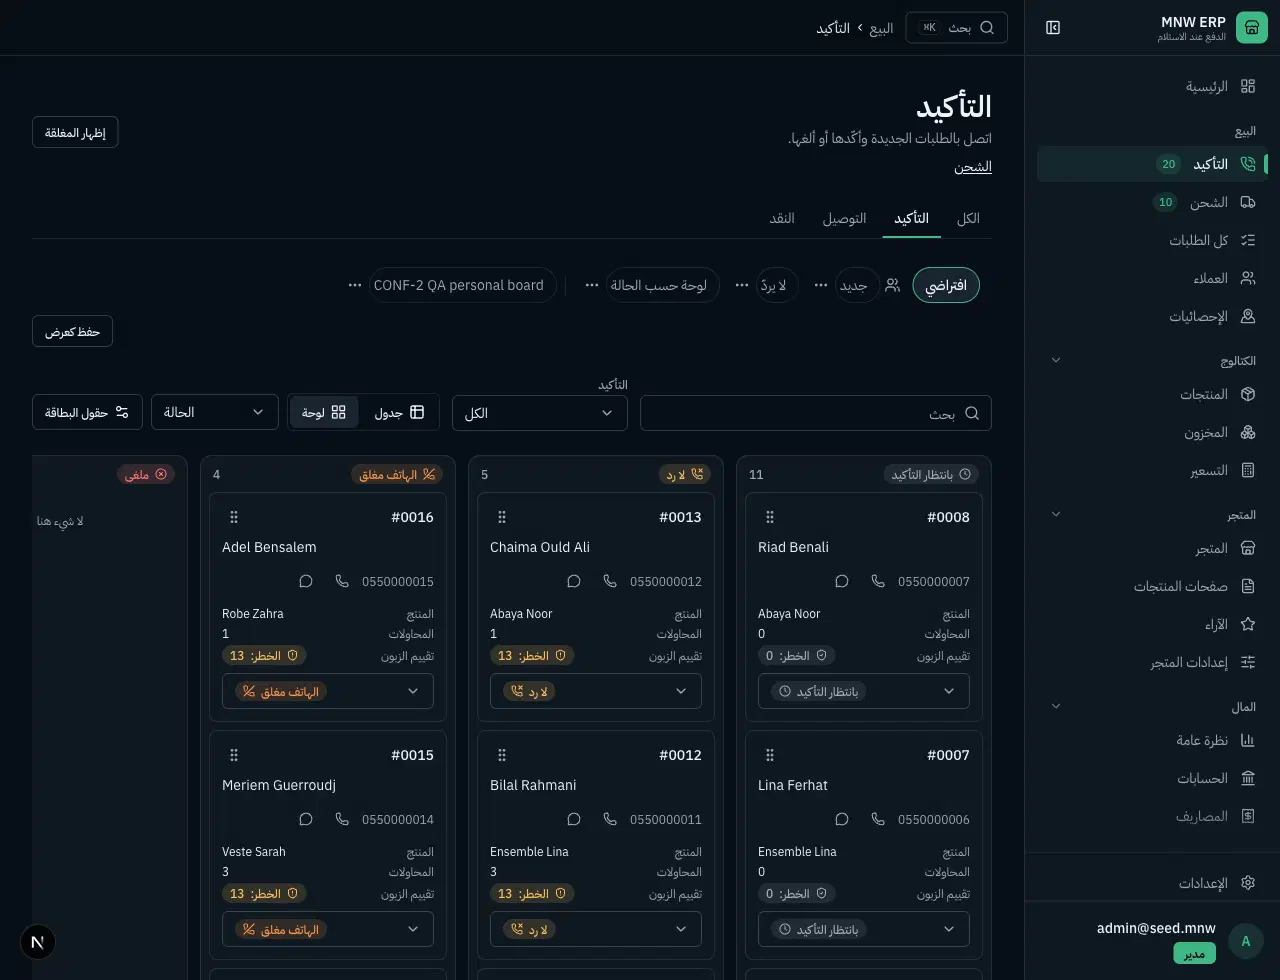 MNW ERP
الدفع عند الاستلام
الرئيسية
البيع
التأكيد 20
الشحن 10
كل الطلبات
العملاء
الإحصائيات
الكتالوج
المنتجات
المخزون
التسعير
المتجر
المتجر
صفحات المنتجات
الآراء
إعدادات المتجر
المال
نظرة عامة
الحسابات
المصاريف
الإعدادات
admin@seed.mnw
مدير
A
بحث ⌘K
البيع › التأكيد
التأكيد
اتصل بالطلبات الجديدة وأكّدها أو ألغها.
الشحن
إظهار المغلقة
الكل التأكيد التوصيل النقد
افتراضي جديد ··· لا يردّ ··· لوحة حسب الحالة ··· CONF-2 QA personal board ···
حفظ كعرض
التأكيد
بحث الكل جدول لوحة الحالة حقول البطاقة
بانتظار التأكيد 11
#0008
Riad Benali
0550000007
المنتج Abaya Noor
المحاولات 0
تقييم الزبون الخطر: 0
بانتظار التأكيد
#0007
Lina Ferhat
0550000006
المنتج Ensemble Lina
المحاولات 0
تقييم الزبون الخطر: 0
بانتظار التأكيد
لا رد 5
#0013
Chaima Ould Ali
0550000012
المنتج Abaya Noor
المحاولات 1
تقييم الزبون الخطر: 13
لا رد
#0012
Bilal Rahmani
0550000011
المنتج Ensemble Lina
المحاولات 3
تقييم الزبون الخطر: 13
لا رد
الهاتف مغلق 4
#0016
Adel Bensalem
0550000015
المنتج Robe Zahra
المحاولات 1
تقييم الزبون الخطر: 13
الهاتف مغلق
#0015
Meriem Guerroudj
0550000014
المنتج Veste Sarah
المحاولات 3
تقييم الزبون الخطر: 13
الهاتف مغلق
ملغى
لا شيء هنا
N